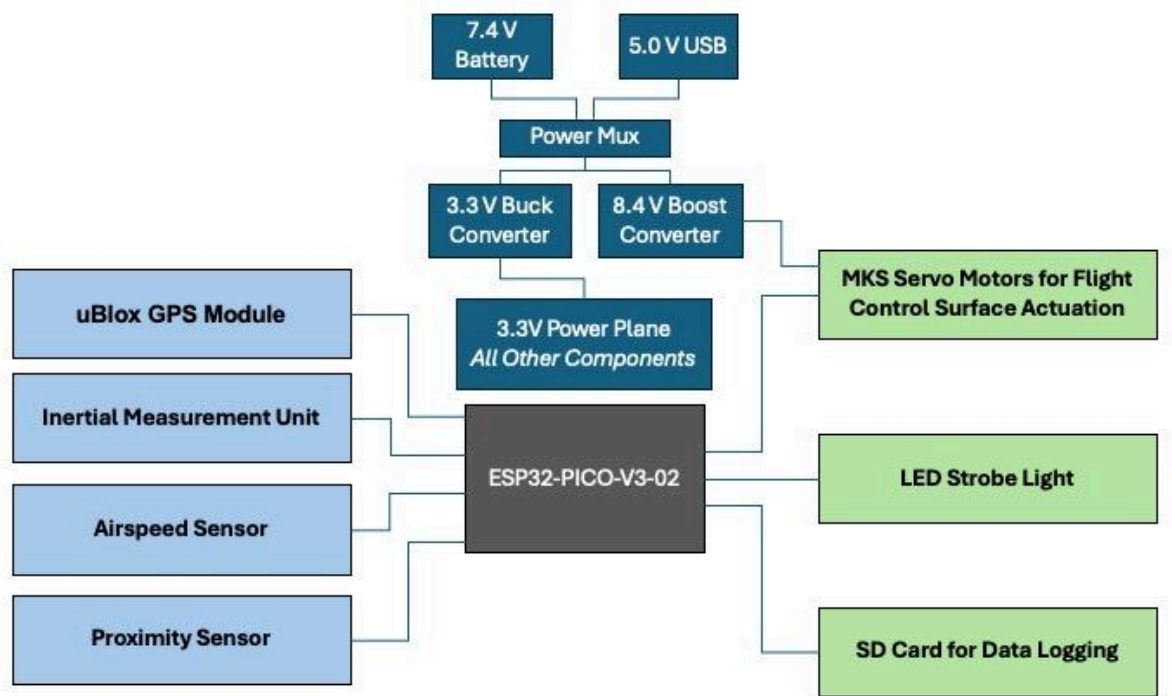 7.4 V
Battery
5.0 V USB
Power Mux
3.3 V Buck
Converter
8.4 V Boost
Converter
MKS Servo Motors for Flight
Control Surface Actuation
uBlox GPS Module
3.3V Power Plane
All Other Components
Inertial Measurement Unit
ESP32-PICO-V3-02
LED Strobe Light
Airspeed Sensor
Proximity Sensor
SD Card for Data Logging